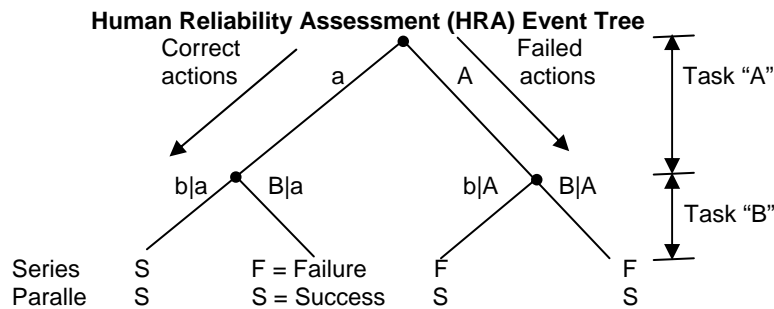 Human Reliability Assessment (HRA) Event Tree
Correct actions
a
A
Failed actions
Task “A”
b|a
B|a
b|A
B|A
Task “B”
Series S F = Failure F F
Paralle S S = Success S S